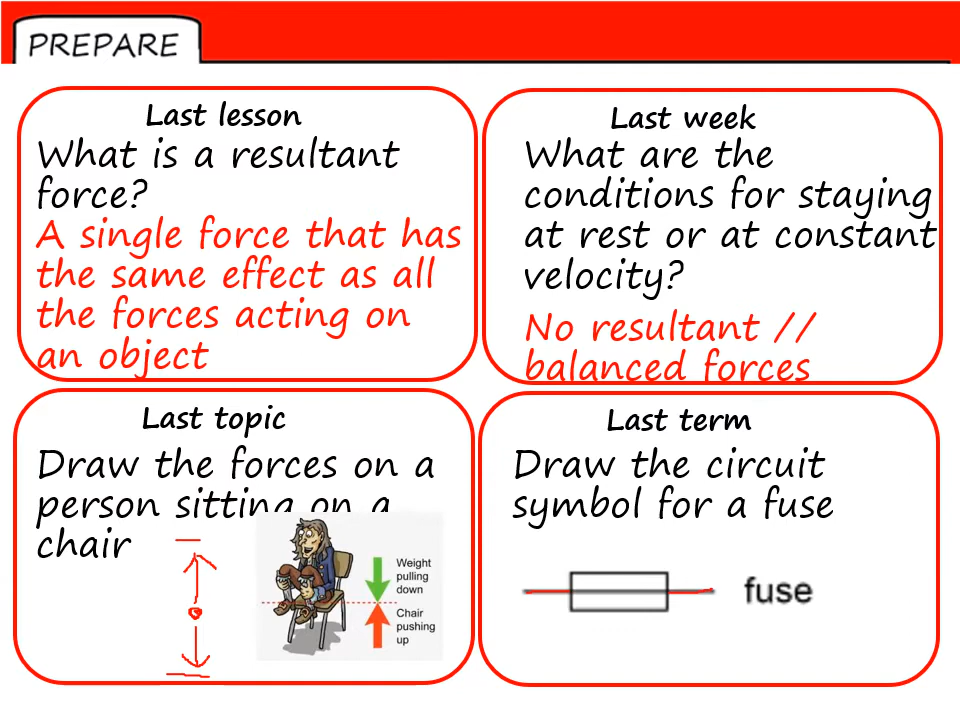 PREPARE
Last lesson
What is a resultant
force?
A single force that has
the same effect as all
the forces acting on
an object
Last week
What are the
conditions for staying
at rest or at constant
velocity?
No resultant //
balanced forces
Last topic
Draw the forces on a
person sitting on a
chair
Weight
pulling
down
Chair
pushing
up
Last term
Draw the circuit
symbol for a fuse
fuse